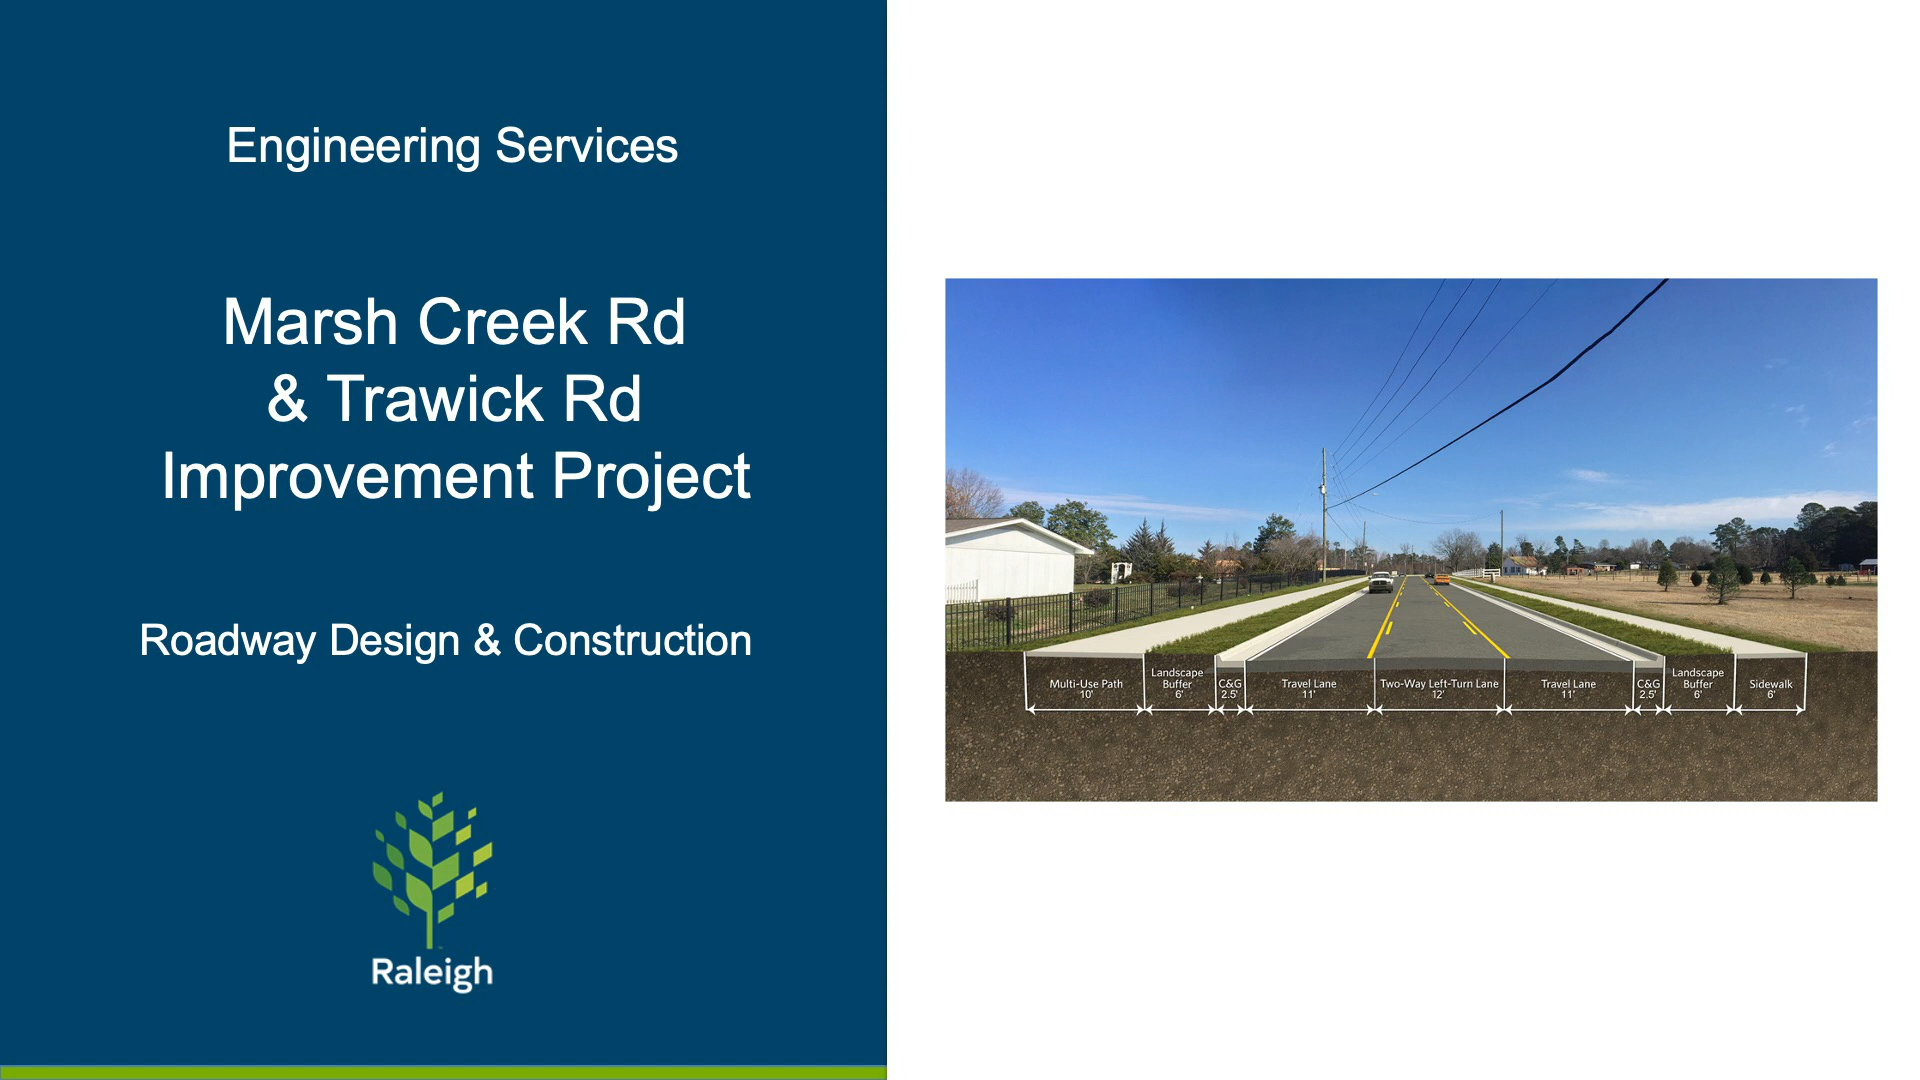 Engineering Services
Marsh Creek Rd
& Trawick Rd
Improvement Project
Roadway Design & Construction
Raleigh
Multi-Use Path
10'
Landscape
Buffer
6'
C&G
2.5'
Travel Lane
11'
Two-Way Left-Turn Lane
12'
Travel Lane
11'
C&G
2.5'
Landscape
Buffer
6'
Sidewalk
6'